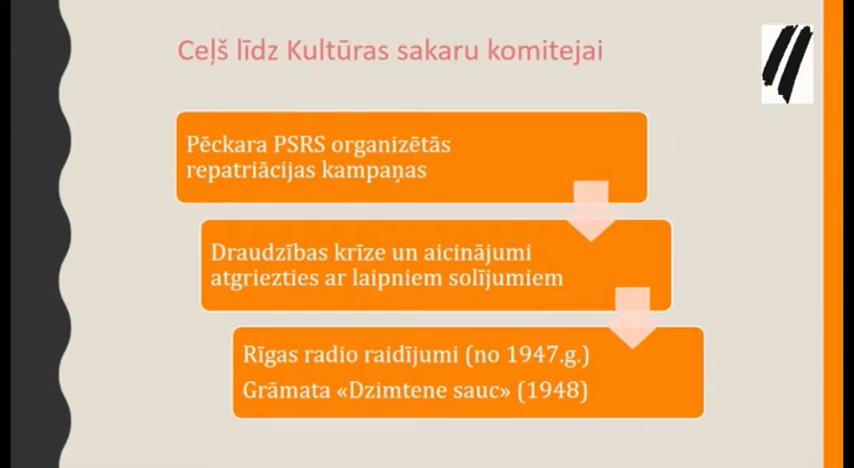 Ceļš līdz Kultūras sakaru komitejai
Pēckara PSRS organizētās
repatriācijas kampaņas
Draudzības krīze un aicinājumi
atgriezties ar laipniem solījumiem
Rīgas radio raidījumi (no 1947.g.)
Grāmata «Dzimtene sauc» (1948)